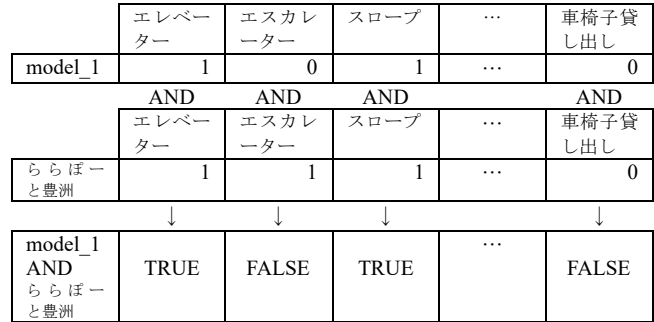 エレベー エスカレ スロープ … 車椅子貸
ター ーター し出し
model_1 1 0 1 … 0
AND AND AND AND
エレベー エスカレ スロープ … 車椅子貸
ター ーター し出し
ららぽー 1 1 1 … 0
と豊洲
↓ ↓ ↓ ↓
model_1 …
AND TRUE FALSE TRUE FALSE
ららぽー
と豊洲